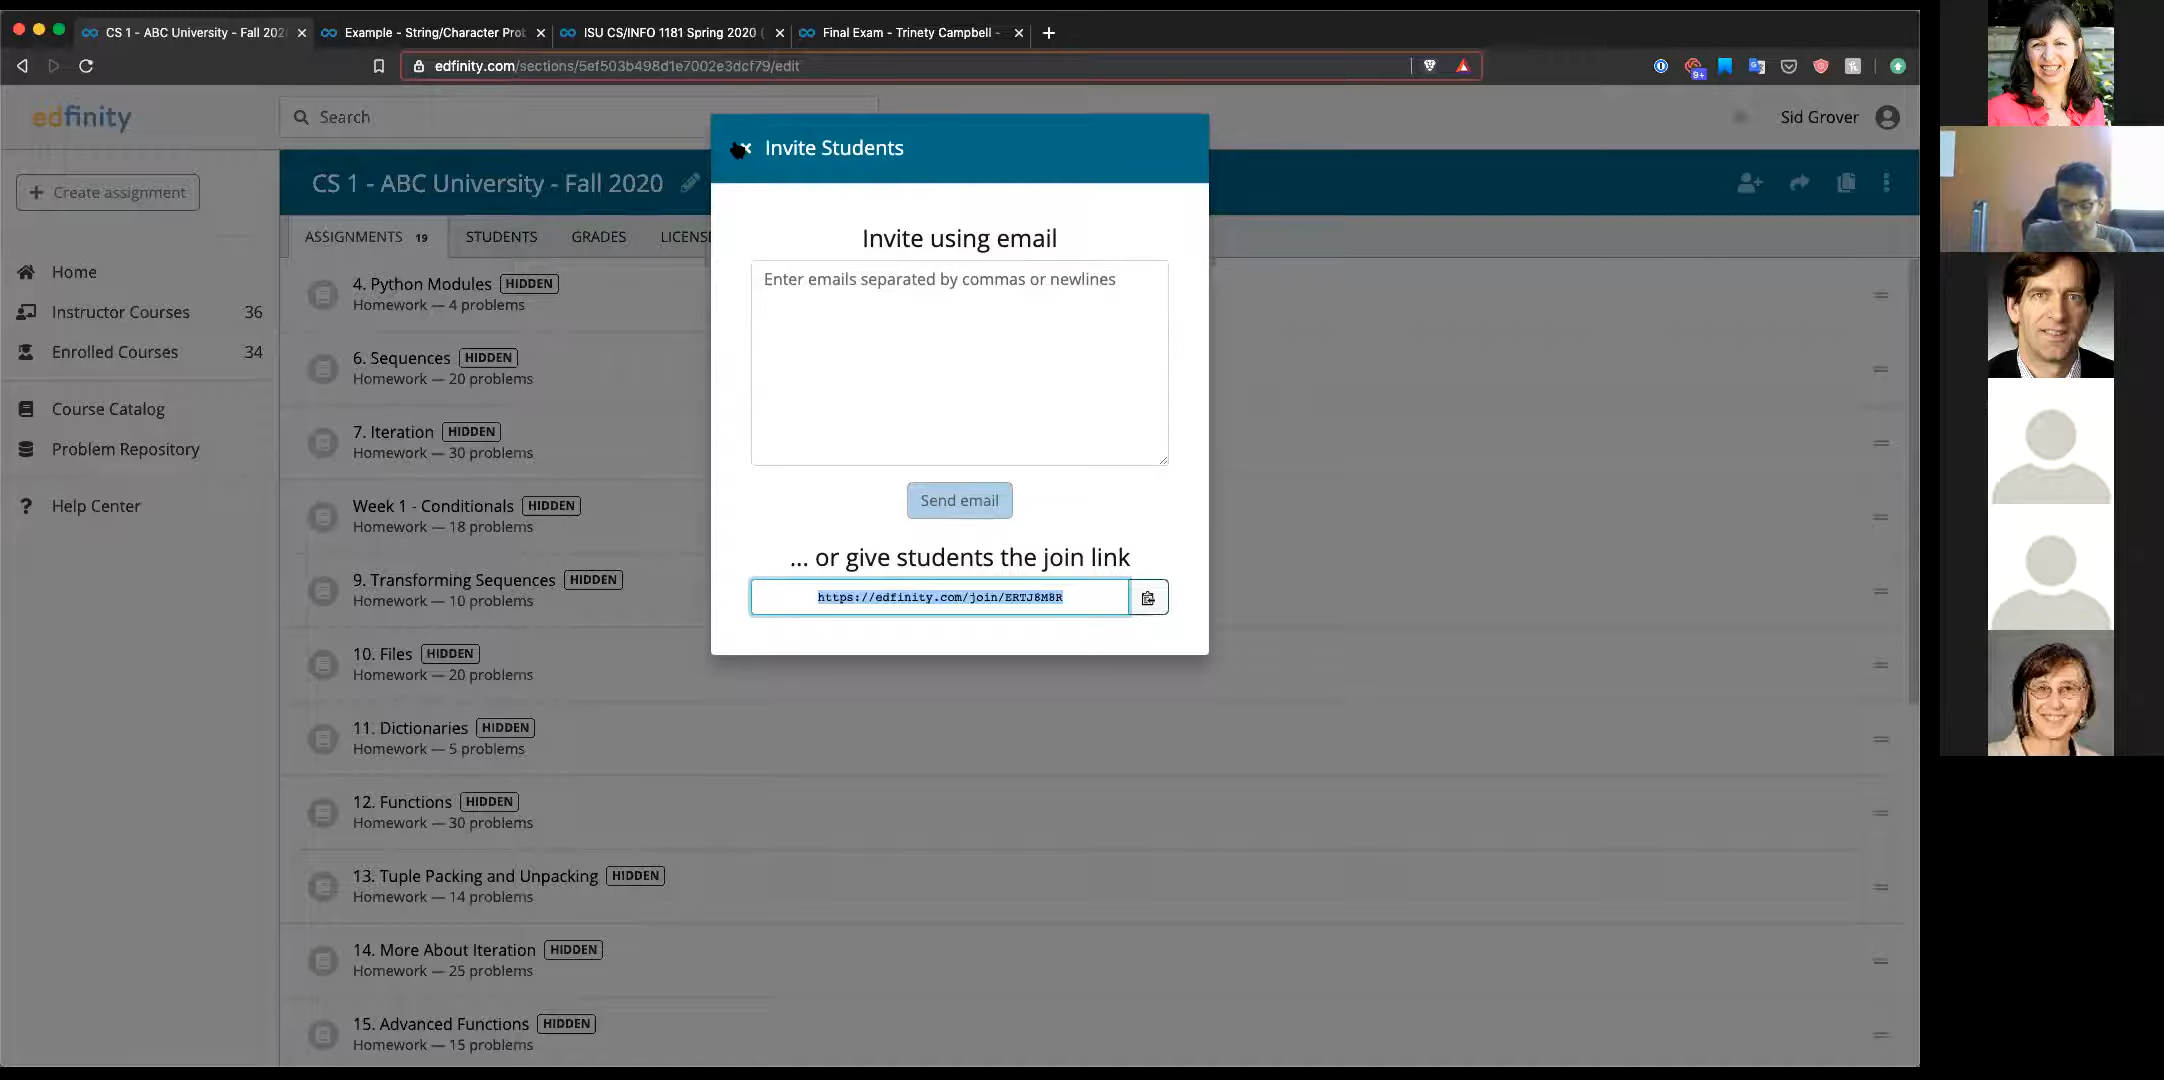 CS 1 - ABC University - Fall 202
Example - String/Character Pro
ISU CS/INFO 1181 Spring 2020 (
Final Exam - Trinety Campbell -
edfinity.com/sections/5ef503b498d1e7002e3dcf79/edit
9+
edfinity
Search
Sid Grover
Create assignment
Home
Instructor Courses 36
Enrolled Courses 34
Course Catalog
Problem Repository
? Help Center
CS 1 - ABC University - Fall 2020
ASSIGNMENTS 19 STUDENTS GRADES LICENS
4. Python Modules HIDDEN
Homework — 4 problems
6. Sequences HIDDEN
Homework — 20 problems
7. Iteration HIDDEN
Homework — 30 problems
Week 1 - Conditionals HIDDEN
Homework — 18 problems
9. Transforming Sequences HIDDEN
Homework — 10 problems
10. Files HIDDEN
Homework — 20 problems
11. Dictionaries HIDDEN
Homework — 5 problems
12. Functions HIDDEN
Homework — 30 problems
13. Tuple Packing and Unpacking HIDDEN
Homework — 14 problems
14. More About Iteration HIDDEN
Homework — 25 problems
15. Advanced Functions HIDDEN
Homework — 15 problems
Invite Students
Invite using email
Enter emails separated by commas or newlines
Send email
... or give students the join link
https://edfinity.com/join/ERTJ8M8R